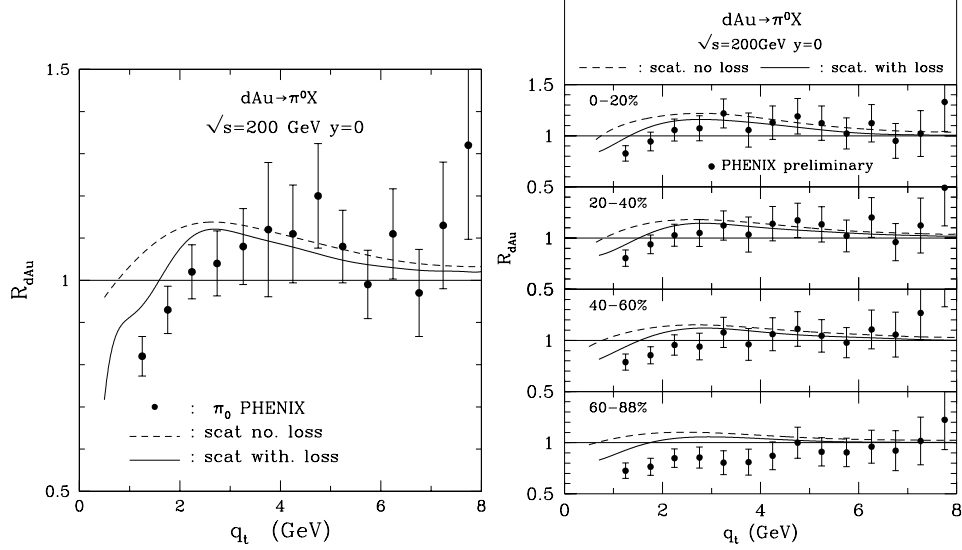 dAu→π⁰X
√s=200 GeV y=0
1.5
1
0.5
R_dAu
: π₀ PHENIX
: scat no. loss
: scat with. loss
0 2 4 6 8
q_t (GeV)
dAu→π⁰X
√s=200GeV y=0
: scat. no loss : scat. with loss
1.5
0-20%
1
PHENIX preliminary
0.5
20-40%
1
R_dAu
0.5
40-60%
1
0.5
60-88%
1
0.5
0 2 4 6 8
q_t (GeV)